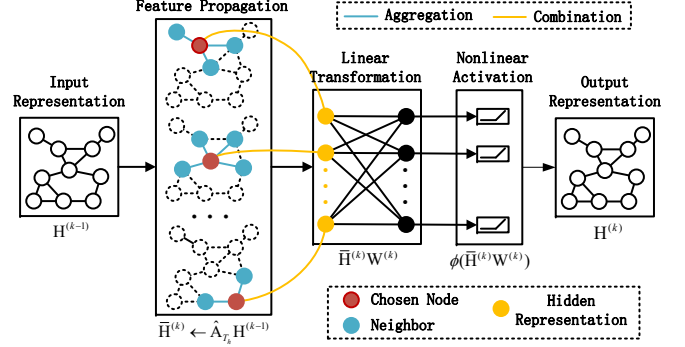 Feature Propagation
Aggregation
Combination
Input
Representation
Linear
Transformation
Nonlinear
Activation
Output
Representation
H^{(k-1)}
H̅^{(k)} ← Â_{T_k} H^{(k-1)}
H̅^{(k)}W^{(k)}
ϕ(H̅^{(k)}W^{(k)})
H^{(k)}
Chosen Node
Neighbor
Hidden
Representation